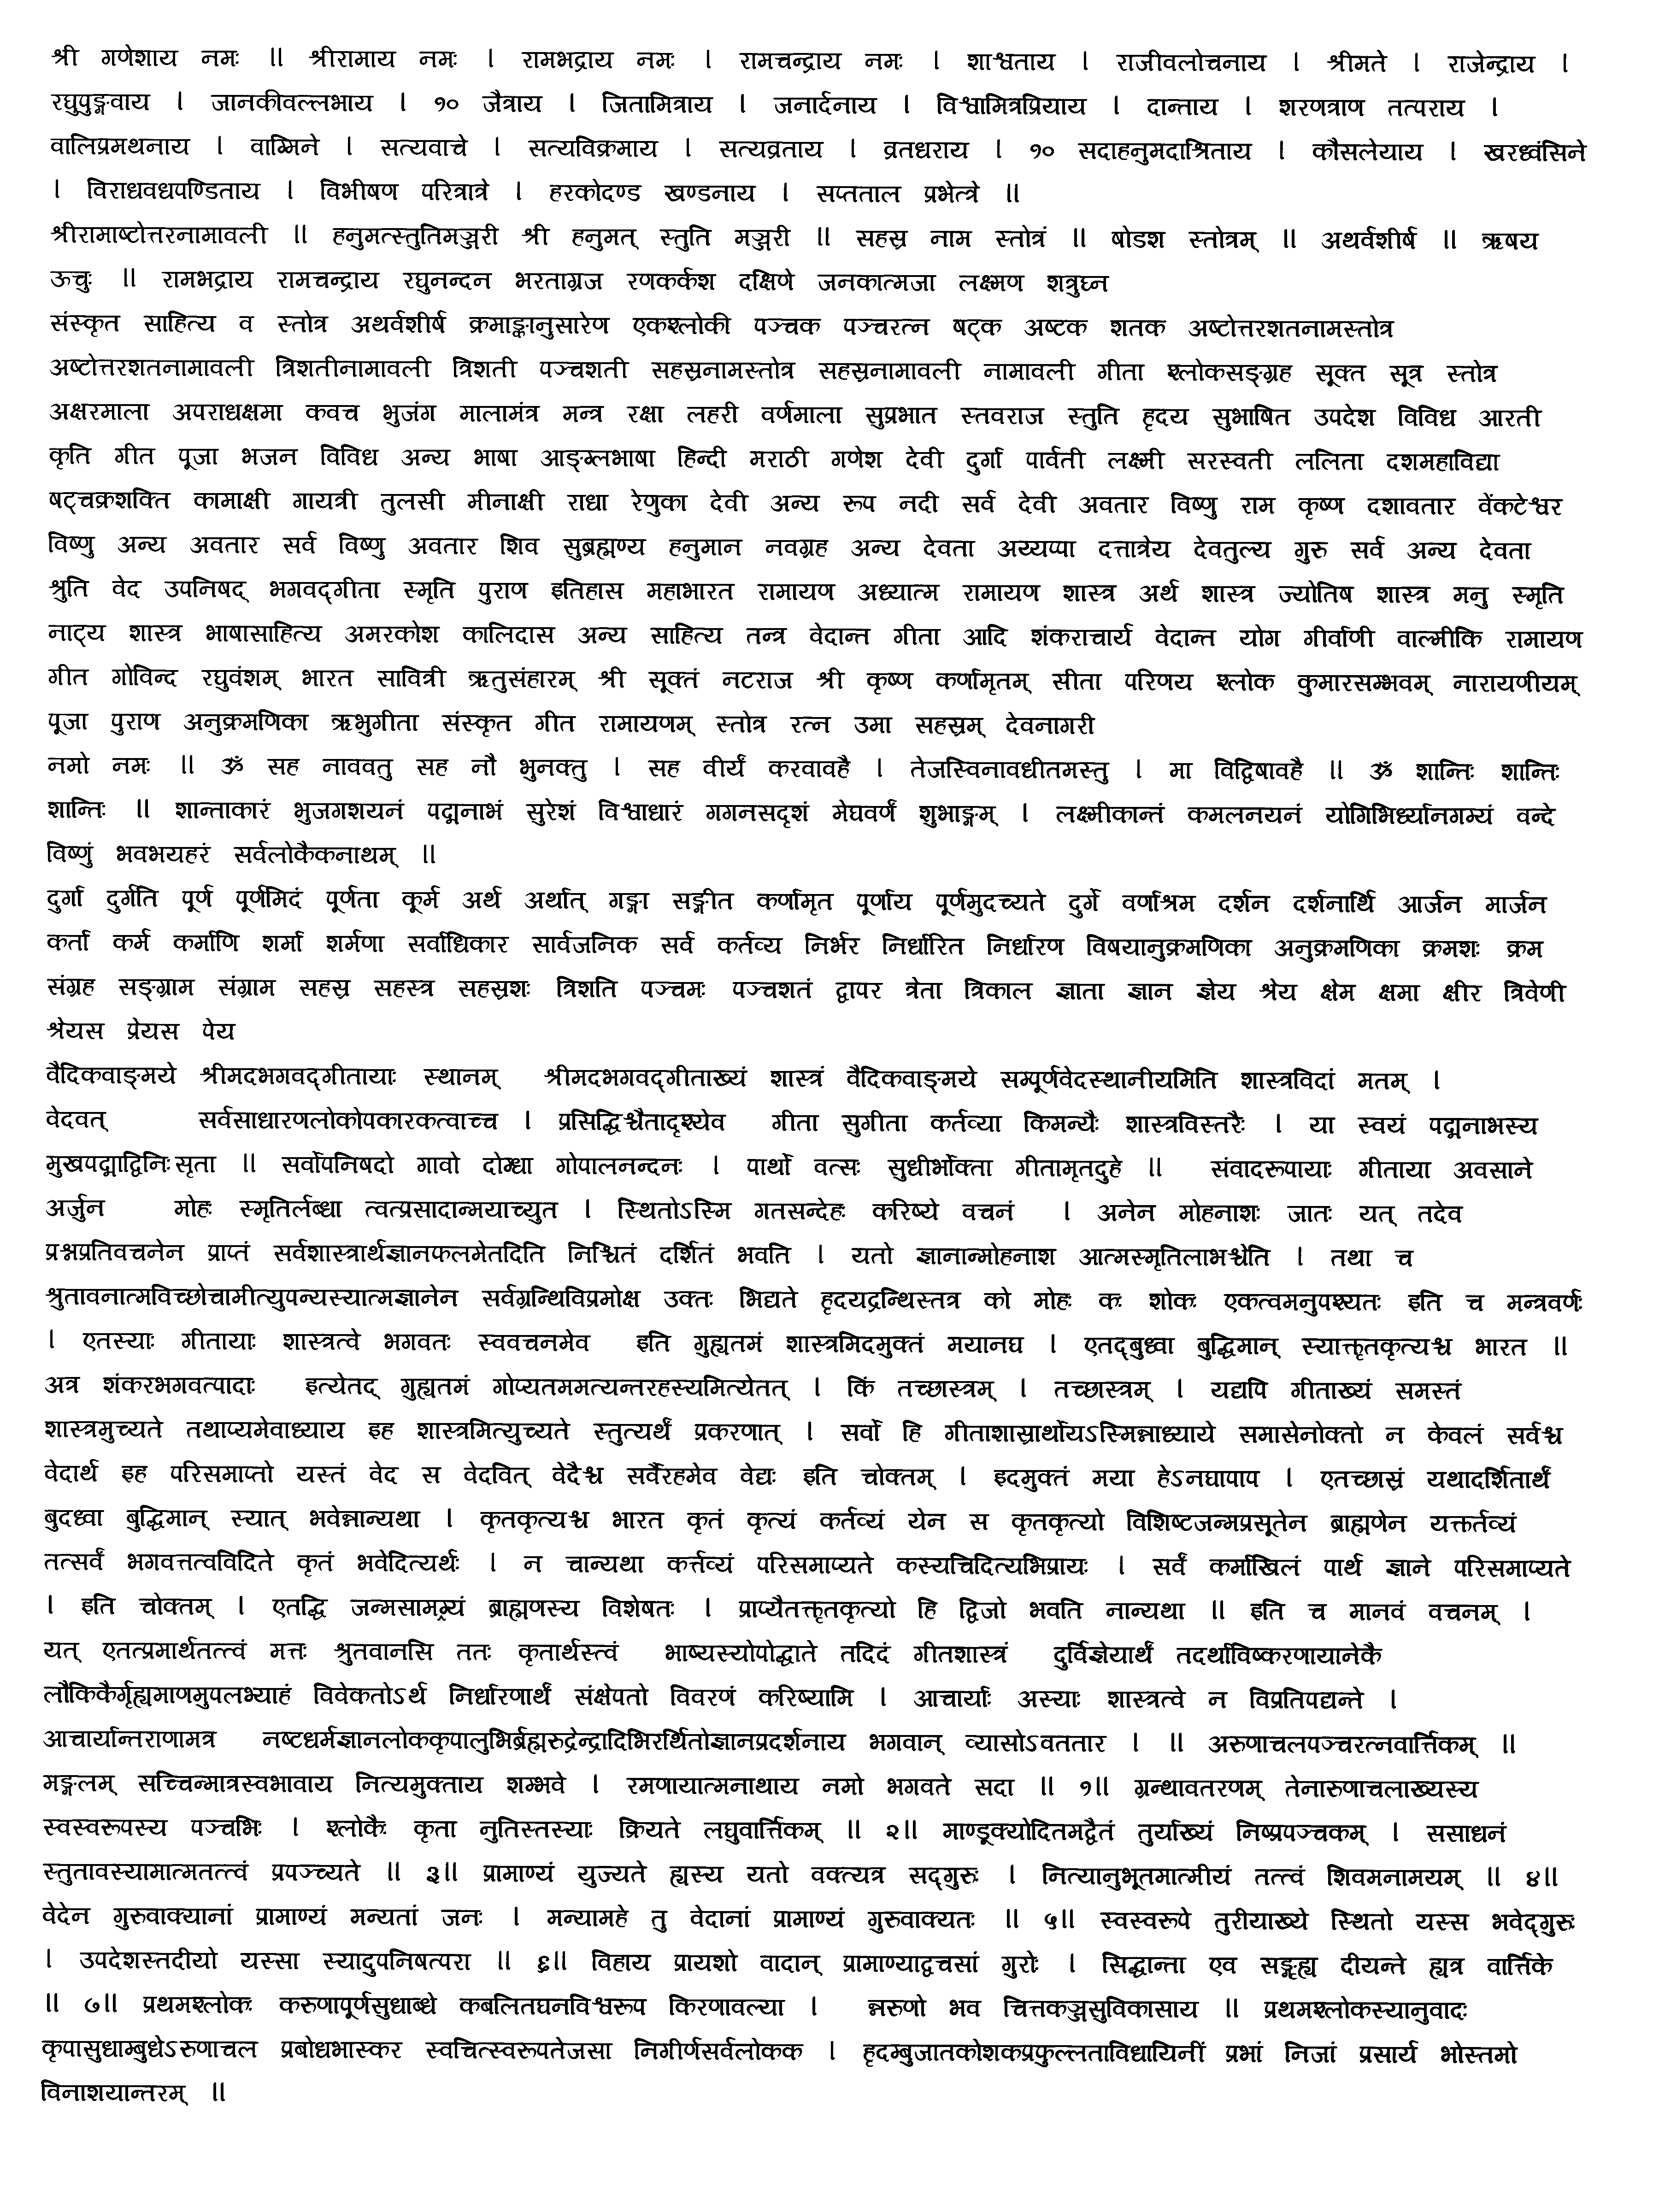 श्री गणेशाय नमः ॥ श्रीरामाय नमः । रामभद्राय नमः । रामचन्द्राय नमः । शाश्वताय । राजीवलोचनाय । श्रीमते । राजेन्द्राय ।
रघुपुङ्गवाय । जानकीवल्लभाय । १० जैत्राय । जितामित्राय । जनार्दनाय । विश्वामित्रप्रियाय । दान्ताय । शरणत्राण तत्पराय ।
वालिप्रमथनाय । वाग्मिने । सत्यवाचे । सत्यविक्रमाय । सत्यव्रताय । व्रतधराय । १० सदाहनुमदाश्रिताय । कौसलेयाय । खरध्वंसिने
। विराधवधपण्डिताय । विभीषण परित्रात्रे । हरकोदण्ड खण्डनाय । सप्तताल प्रभेत्त्रे ॥
श्रीरामाष्टोत्तरनामावली ॥ हनुमत्स्तुतिमञ्जरी श्री हनुमत् स्तुति मञ्जरी ॥ सहस्र नाम स्तोत्रं ॥ षोडश स्तोत्रम् ॥ अथर्वशीर्ष ॥ ऋषय
ऊचुः ॥ रामभद्राय रामचन्द्राय रघुनन्दन भरताग्रज रणकर्कश दक्षिणे जनकात्मजा लक्ष्मण शत्रुघ्न
संस्कृत साहित्य व स्तोत्र अथर्वशीर्ष क्रमाङ्कानुसारेण एकश्लोकी पञ्चक पञ्चरत्न षट्क अष्टक शतक अष्टोत्तरशतनामस्तोत्र
अष्टोत्तरशतनामावली त्रिशतीनामावली त्रिशती पञ्चशती सहस्रनामस्तोत्र सहस्रनामावली नामावली गीता श्लोकसङ्ग्रह सूक्त सूत्र स्तोत्र
अक्षरमाला अपराधक्षमा कवच भुजंग मालामंत्र मन्त्र रक्षा लहरी वर्णमाला सुप्रभात स्तवराज स्तुति हृदय सुभाषित उपदेश विविध आरती
कृति गीत पूजा भजन विविध अन्य भाषा आङ्ग्लभाषा हिन्दी मराठी गणेश देवी दुर्गा पार्वती लक्ष्मी सरस्वती ललिता दशमहाविद्या
षट्चक्रशक्ति कामाक्षी गायत्री तुलसी मीनाक्षी राधा रेणुका देवी अन्य रूप नदी सर्व देवी अवतार विष्णु राम कृष्ण दशावतार वेंकटेश्वर
विष्णु अन्य अवतार सर्व विष्णु अवतार शिव सुब्रह्मण्य हनुमान नवग्रह अन्य देवता अय्यप्पा दत्तात्रेय देवतुल्य गुरु सर्व अन्य देवता
श्रुति वेद उपनिषद् भगवद्गीता स्मृति पुराण इतिहास महाभारत रामायण अध्यात्म रामायण शास्त्र अर्थ शास्त्र ज्योतिष शास्त्र मनु स्मृति
नाट्य शास्त्र भाषासाहित्य अमरकोश कालिदास अन्य साहित्य तन्त्र वेदान्त गीता आदि शंकराचार्य वेदान्त योग गीर्वाणी वाल्मीकि रामायण
गीत गोविन्द रघुवंशम् भारत सावित्री ऋतुसंहारम् श्री सूक्तं नटराज श्री कृष्ण कर्णामृतम् सीता परिणय श्लोक कुमारसम्भवम् नारायणीयम्
पूजा पुराण अनुक्रमणिका ऋभुगीता संस्कृत गीत रामायणम् स्तोत्र रत्न उमा सहस्रम् देवनागरी
नमो नमः ॥ ॐ सह नाववतु सह नौ भुनक्तु । सह वीर्यं करवावहै । तेजस्विनावधीतमस्तु । मा विद्विषावहै ॥ ॐ शान्तिः शान्तिः
शान्तिः ॥ शान्ताकारं भुजगशयनं पद्मनाभं सुरेशं विश्वाधारं गगनसदृशं मेघवर्णं शुभाङ्गम् । लक्ष्मीकान्तं कमलनयनं योगिभिर्ध्यानगम्यं वन्दे
विष्णुं भवभयहरं सर्वलोकैकनाथम् ॥
दुर्गा दुर्गति पूर्ण पूर्णमिदं पूर्णता कूर्म अर्थ अर्थात् गङ्गा सङ्गीत कर्णामृत पूर्णाय पूर्णमुदच्यते दुर्गे वर्णाश्रम दर्शन दर्शनार्थि आर्जन मार्जन
कर्ता कर्म कर्माणि शर्मा शर्मणा सर्वाधिकार सार्वजनिक सर्व कर्तव्य निर्भर निर्धारित निर्धारण विषयानुक्रमणिका अनुक्रमणिका क्रमशः क्रम
संग्रह सङ्ग्राम संग्राम सहस्र सहस्त्र सहस्रशः त्रिशति पञ्चमः पञ्चशतं द्वापर त्रेता त्रिकाल ज्ञाता ज्ञान ज्ञेय श्रेय क्षेम क्षमा क्षीर त्रिवेणी
श्रेयस प्रेयस पेय
वैदिकवाङ्मये श्रीमदभगवद्गीतायाः स्थानम् श्रीमदभगवद्गीताख्यं शास्त्रं वैदिकवाङ्मये सम्पूर्णवेदस्थानीयमिति शास्त्रविदां मतम् ।
वेदवत् सर्वसाधारणलोकोपकारकत्वाच्च । प्रसिद्धिश्चैतादृश्येव गीता सुगीता कर्तव्या किमन्यैः शास्त्रविस्तरैः । या स्वयं पद्मनाभस्य
मुखपद्माद्विनिःसृता ॥ सर्वोपनिषदो गावो दोग्धा गोपालनन्दनः । पार्थो वत्सः सुधीर्भोक्ता गीतामृतदुहे ॥ संवादरूपायाः गीताया अवसाने
अर्जुन मोहः स्मृतिर्लब्धा त्वत्प्रसादान्मयाच्युत । स्थितोऽस्मि गतसन्देहः करिष्ये वचनं । अनेन मोहनाशः जातः यत् तदेव
प्रश्नप्रतिवचनेन प्राप्तं सर्वशास्त्रार्थज्ञानफलमेतदिति निश्चितं दर्शितं भवति । यतो ज्ञानान्मोहनाश आत्मस्मृतिलाभश्चेति । तथा च
श्रुतावनात्मविच्छोचामीत्युपन्यस्यात्मज्ञानेन सर्वग्रन्थिविप्रमोक्ष उक्तः भिद्यते हृदयद्रन्थिस्तत्र को मोहः कः शोकः एकत्वमनुपश्यतः इति च मन्त्रवर्णः
। एतस्याः गीतायाः शास्त्रत्वे भगवतः स्ववचनमेव इति गुह्यतमं शास्त्रमिदमुक्तं मयानघ । एतद्बुध्वा बुद्धिमान् स्यात्कृतकृत्यश्च भारत ॥
अत्र शंकरभगवत्पादाः इत्येतद् गुह्यतमं गोप्यतममत्यन्तरहस्यमित्येतत् । किं तच्छास्त्रम् । तच्छास्त्रम् । यद्यपि गीताख्यं समस्तं
शास्त्रमुच्यते तथाप्यमेवाध्याय इह शास्त्रमित्युच्यते स्तुत्यर्थं प्रकरणात् । सर्वो हि गीताशास्रार्थोयऽस्मिन्नाध्याये समासेनोक्तो न केवलं सर्वश्च
वेदार्थ इह परिसमाप्तो यस्तं वेद स वेदवित् वेदैश्च सर्वैरहमेव वेद्यः इति चोक्तम् । इदमुक्तं मया हेऽनघापाप । एतच्छास्रं यथादर्शितार्थं
बुदध्वा बुद्धिमान् स्यात् भवेन्नान्यथा । कृतकृत्यश्च भारत कृतं कृत्यं कर्तव्यं येन स कृतकृत्यो विशिष्टजन्मप्रसूतेन ब्राह्मणेन यत्कर्तव्यं
तत्सर्वं भगवत्तत्वविदिते कृतं भवेदित्यर्थः । न चान्यथा कर्त्तव्यं परिसमाप्यते कस्यचिदित्यभिप्रायः । सर्वं कर्माखिलं पार्थ ज्ञाने परिसमाप्यते
। इति चोक्तम् । एतद्धि जन्मसामग्र्यं ब्राह्मणस्य विशेषतः । प्राप्यैतत्कृतकृत्यो हि द्विजो भवति नान्यथा ॥ इति च मानवं वचनम् ।
यत् एतत्प्रमार्थतत्त्वं मत्तः श्रुतवानसि ततः कृतार्थस्त्वं भाष्यस्योपोद्घाते तदिदं गीतशास्त्रं दुर्विज्ञेयार्थं तदर्थाविष्करणायानेकै
लौकिकैर्गृह्यमाणमुपलभ्याहं विवेकतोऽर्थ निर्धारणार्थं संक्षेपतो विवरणं करिष्यामि । आचार्याः अस्याः शास्त्रत्वे न विप्रतिपद्यन्ते ।
आचार्यान्तराणामत्र नष्टधर्मज्ञानलोककृपालुभिर्ब्रह्मरुद्रेन्द्रादिभिरर्थितोज्ञानप्रदर्शनाय भगवान् व्यासोऽवततार । ॥ अरुणाचलपञ्चरत्नवार्त्तिकम् ॥
मङ्गलम् सच्चिन्मात्रस्वभावाय नित्यमुक्ताय शम्भवे । रमणायात्मनाथाय नमो भगवते सदा ॥ १॥ ग्रन्थावतरणम् तेनारुणाचलाख्यस्य
स्वस्वरूपस्य पञ्चभिः । श्लोकैः कृता नुतिस्तस्याः क्रियते लघुवार्त्तिकम् ॥ २॥ माण्डूक्योदितमद्वैतं तुर्याख्यं निष्प्रपञ्चकम् । ससाधनं
स्तुतावस्यामात्मतत्त्वं प्रपञ्च्यते ॥ ३॥ प्रामाण्यं युज्यते ह्यस्य यतो वक्त्यत्र सद्गुरुः । नित्यानुभूतमात्मीयं तत्त्वं शिवमनामयम् ॥ ४॥
वेदेन गुरुवाक्यानां प्रामाण्यं मन्यतां जनः । मन्यामहे तु वेदानां प्रामाण्यं गुरुवाक्यतः ॥ ५॥ स्वस्वरूपे तुरीयाख्ये स्थितो यस्स भवेद्गुरुः
। उपदेशस्तदीयो यस्सा स्यादुपनिषत्परा ॥ ६॥ विहाय प्रायशो वादान् प्रामाण्याद्वचसां गुरोः । सिद्धान्ता एव सङ्गृह्य दीयन्ते ह्यत्र वार्त्तिके
॥ ७॥ प्रथमश्लोकः करुणापूर्णसुधाब्धे कबलितघनविश्वरूप किरणावल्या । न्नरुणो भव चित्तकञ्जसुविकासाय ॥ प्रथमश्लोकस्यानुवादः
कृपासुधाम्बुधेऽरुणाचल प्रबोधभास्कर स्वचित्स्वरूपतेजसा निगीर्णसर्वलोकक । हृदम्बुजातकोशकप्रफुल्लताविधायिनीं प्रभां निजां प्रसार्य भोस्तमो
विनाशयान्तरम् ॥